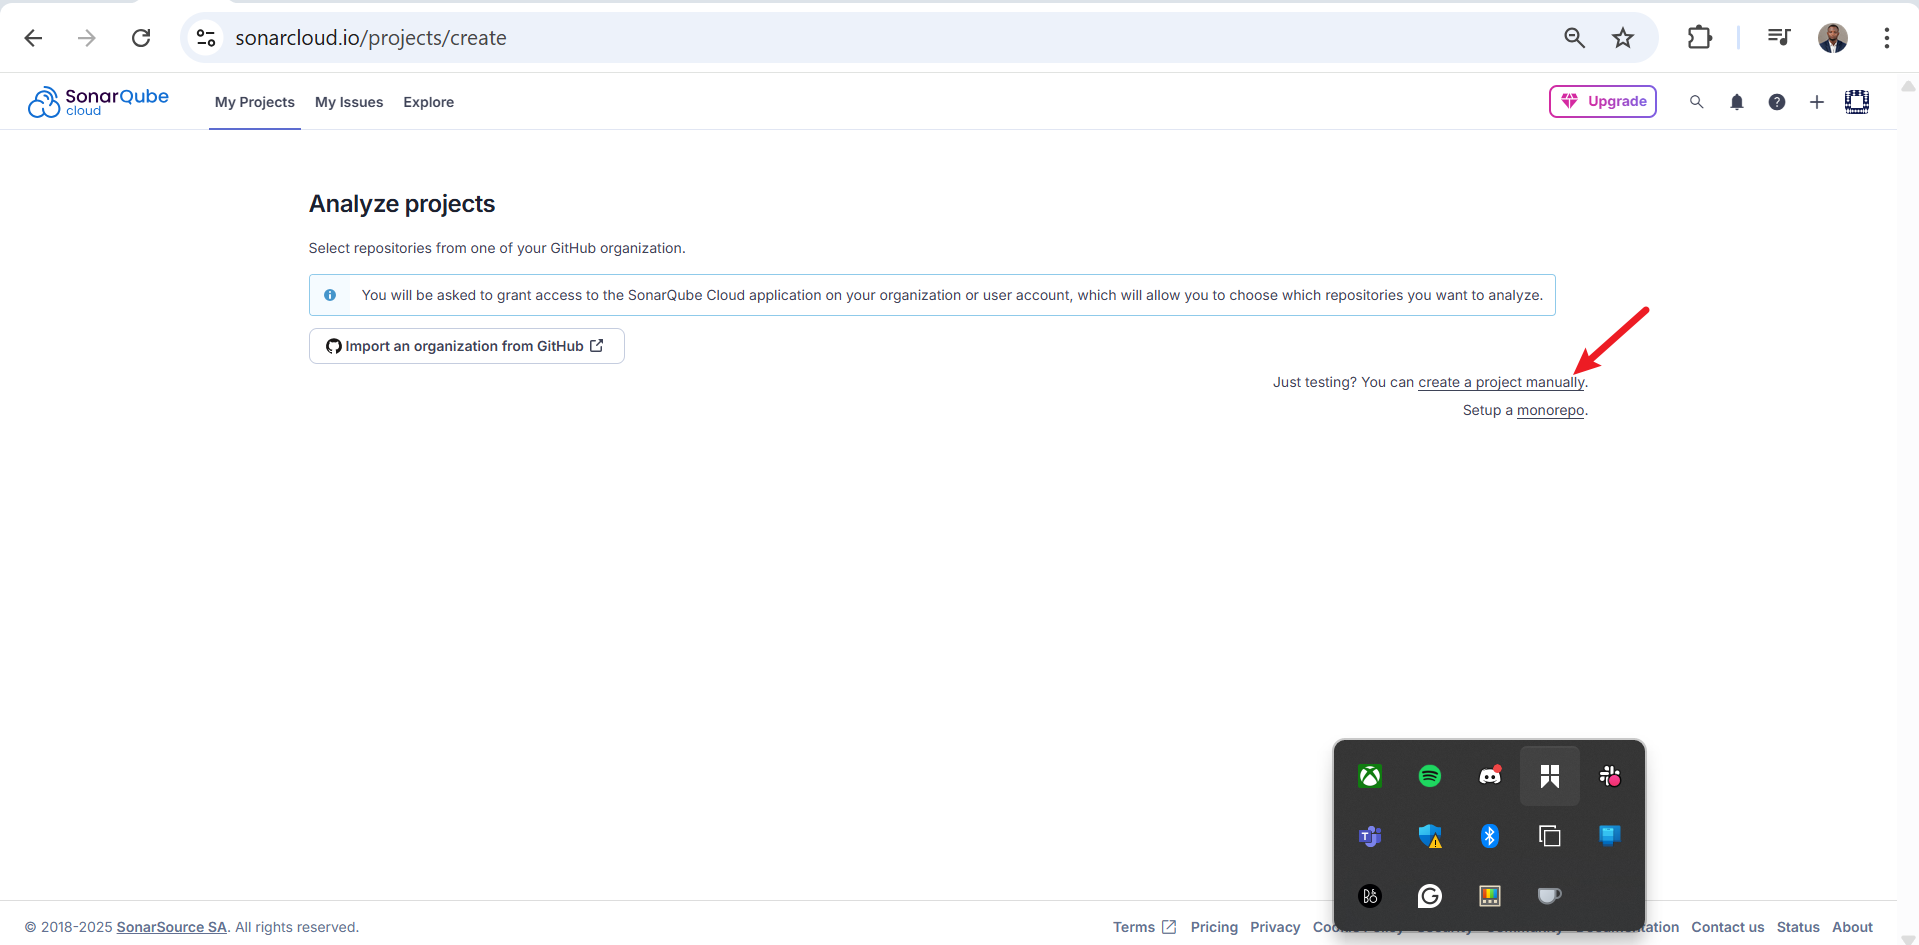 sonarcloud.io/projects/create
SonarQube
cloud
My Projects
My Issues
Explore
Upgrade
Analyze projects
Select repositories from one of your GitHub organization.
You will be asked to grant access to the SonarQube Cloud application on your organization or user account, which will allow you to choose which repositories you want to analyze.
Import an organization from GitHub
Just testing? You can create a project manually.
Setup a monorepo.
© 2018-2025 SonarSource SA. All rights reserved.
Terms
Pricing
Privacy
Contact us
Status
About